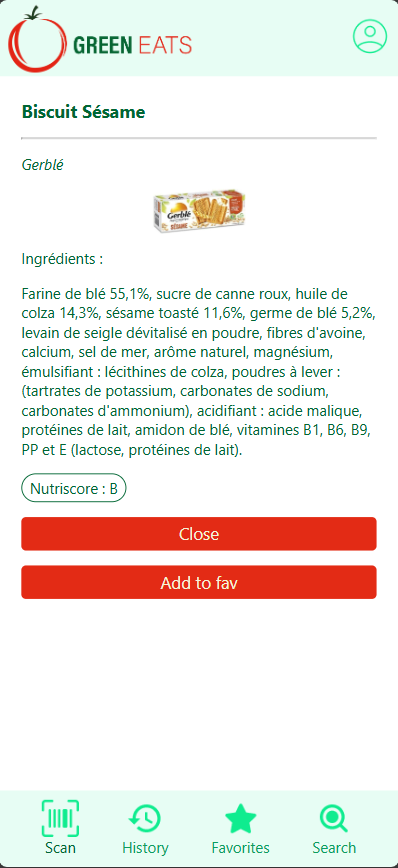 GREEN EATS
Biscuit Sésame
Gerblé
Gerblé
SÉSAME
Ingrédients :
Farine de blé 55,1%, sucre de canne roux, huile de
colza 14,3%, sésame toasté 11,6%, germe de blé 5,2%,
levain de seigle dévitalisé en poudre, fibres d'avoine,
calcium, sel de mer, arôme naturel, magnésium,
émulsifiant : lécithines de colza, poudres à lever :
(tartrates de potassium, carbonates de sodium,
carbonates d'ammonium), acidifiant : acide malique,
protéines de lait, amidon de blé, vitamines B1, B6, B9,
PP et E (lactose, protéines de lait).
Nutriscore : B
Close
Add to fav
Scan
History
Favorites
Search